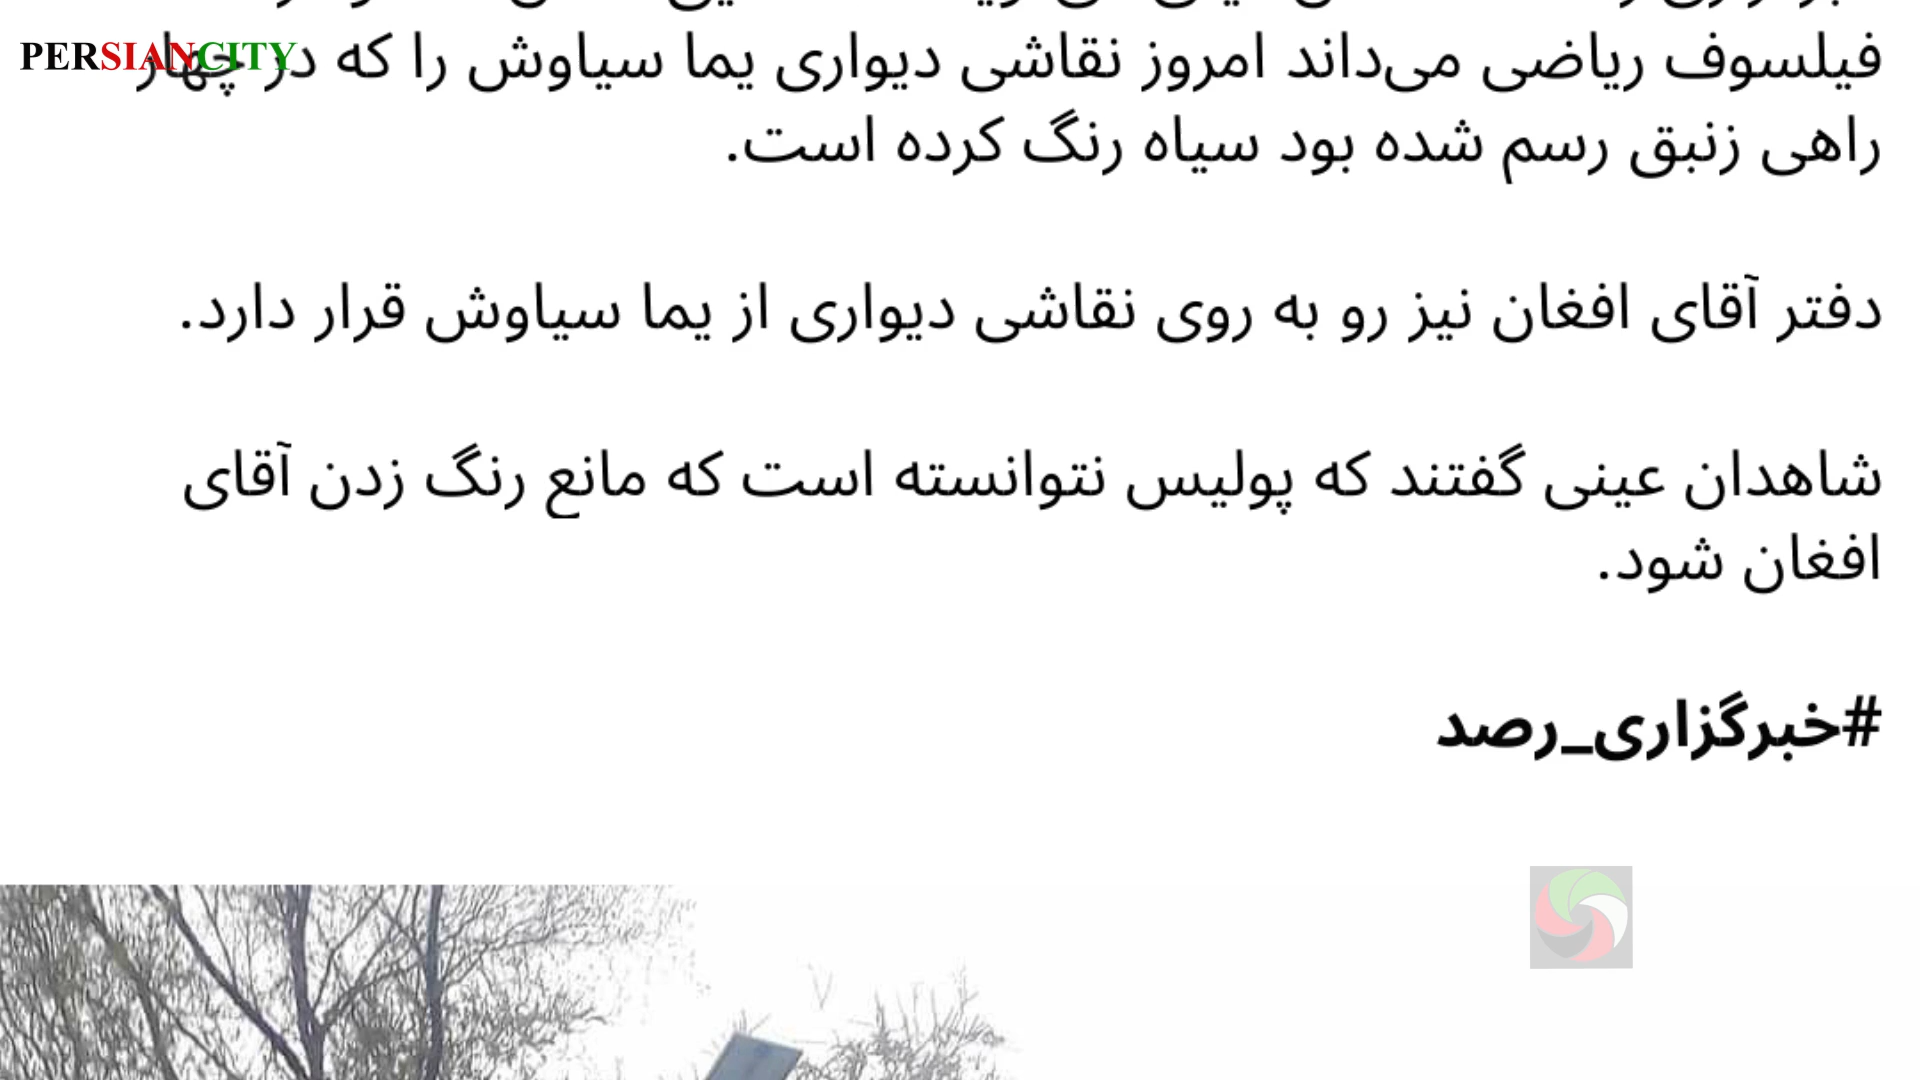 PERSIANCITY
فیلسوف ریاضی می‌داند امروز نقاشی دیواری یما سیاوش را که در چهار
راهی زنبق رسم شده بود سیاه رنگ کرده است.
دفتر آقای افغان نیز رو به روی نقاشی دیواری از یما سیاوش قرار دارد.
شاهدان عینی گفتند که پولیس نتوانسته است که مانع رنگ زدن آقای
افغان شود.
#خبرگزاری_رصد